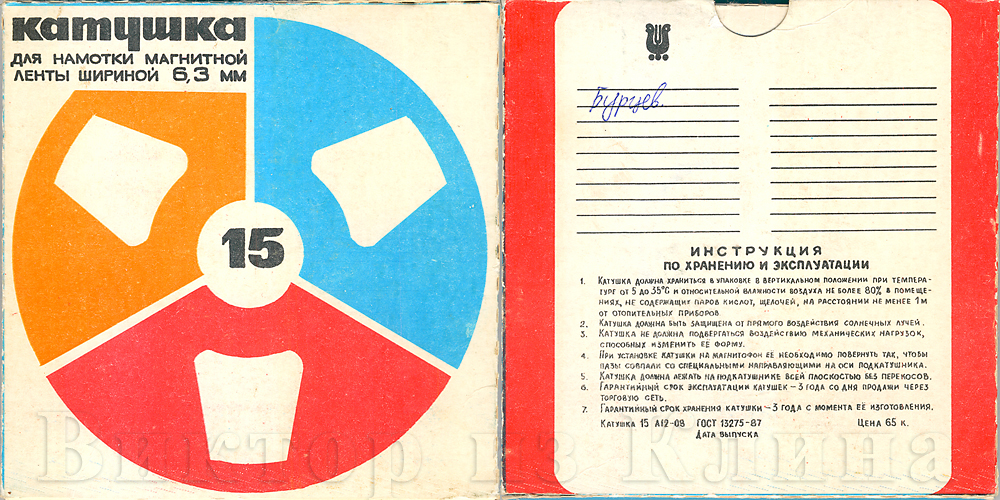 катушка
ДЛЯ НАМОТКИ МАГНИТНОЙ
ЛЕНТЫ ШИРИНОЙ 6,3 ММ
15
Бурцев.
ИНСТРУКЦИЯ
ПО ХРАНЕНИЮ И ЭКСПЛУАТАЦИИ
1. Катушка должна храниться в упаковке в вертикальном положении при темпера-
туре от 5 до 35°С и относительной влажности воздуха не более 80% в помеще-
ниях, не содержащих паров кислот, щелочей, на расстоянии не менее 1м
от отопительных приборов
2. Катушка должна быть защищена от прямого воздействия солнечных лучей.
3. Катушка не должна подвергаться воздействию механических нагрузок,
способных изменить её форму.
4. При установке катушки на магнитофон её необходимо повернуть так, чтобы
пазы совпали со специальными направляющими на оси подкатушника.
5. Катушка должна лежать на подкатушнике всей плоскостью без перекосов.
6. Гарантийный срок эксплуатации катушек – 3 года со дня продажи через
торговую сеть.
7. Гарантийный срок хранения катушки – 3 года с момента её изготовления.
Катушка 15 А12-08 ГОСТ 13275-87 Цена 65 к.
Дата выпуска
Виктор из Клина